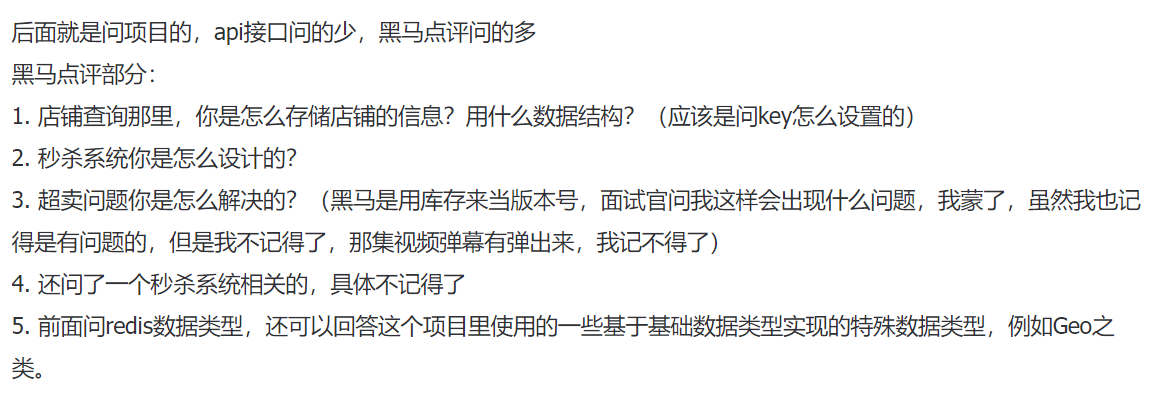 后面就是问项目的，api接口问的少，黑马点评问的多
黑马点评部分：
1. 店铺查询那里，你是怎么存储店铺的信息？用什么数据结构？（应该是问key怎么设置的）
2. 秒杀系统你是怎么设计的？
3. 超卖问题你是怎么解决的？（黑马是用库存来当版本号，面试官问我这样会出现什么问题，我蒙了，虽然我也记
得是有问题的，但是我不记得了，那集视频弹幕有弹出来，我记不得了）
4. 还问了一个秒杀系统相关的，具体不记得了
5. 前面问redis数据类型，还可以回答这个项目里使用的一些基于基础数据类型实现的特殊数据类型，例如Geo之
类。